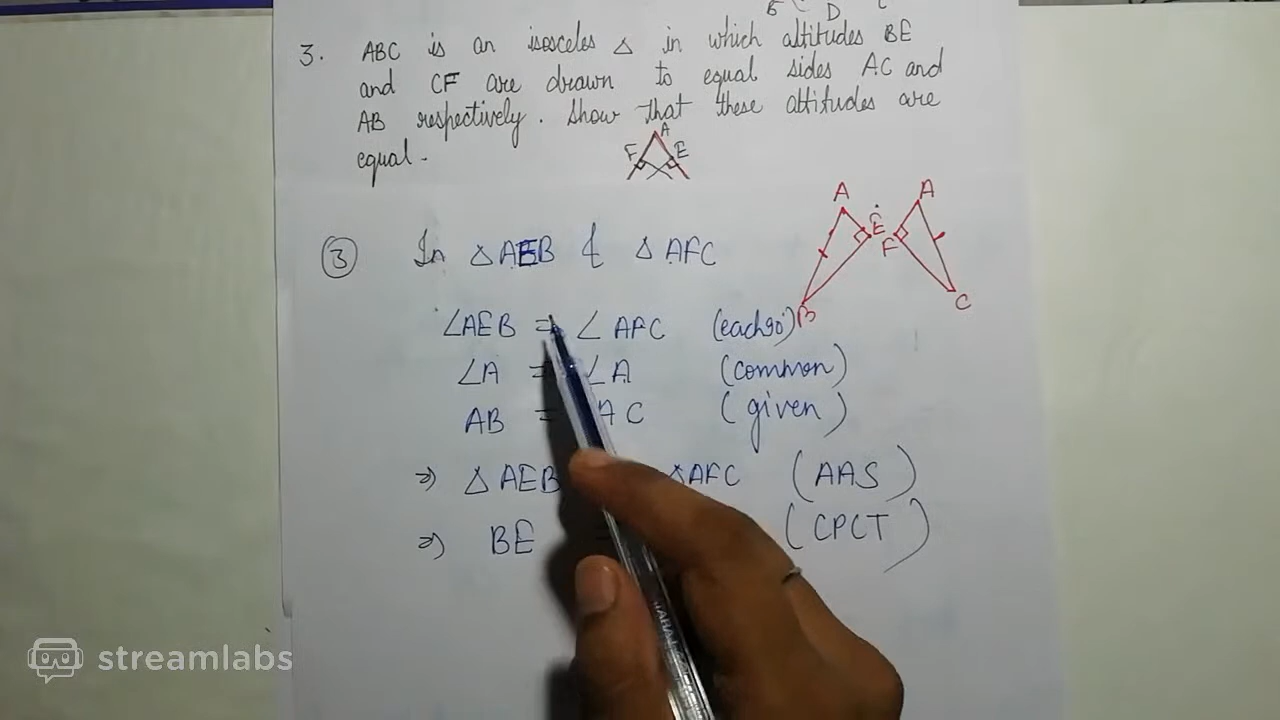 D
3. ABC is an isosceles △ in which altitudes BE
and CF are drawn to equal sides AC and
AB respectively. Show that these altitudes are
equal.
A
F E
A A
E F
B C
③ In △AEB & △AFC
∠AEB = ∠AFC (each 90°)
∠A = ∠A (common)
AB = AC (given)
⇒ △AEB △AFC (AAS)
⇒ BE (CPCT)
streamlabs